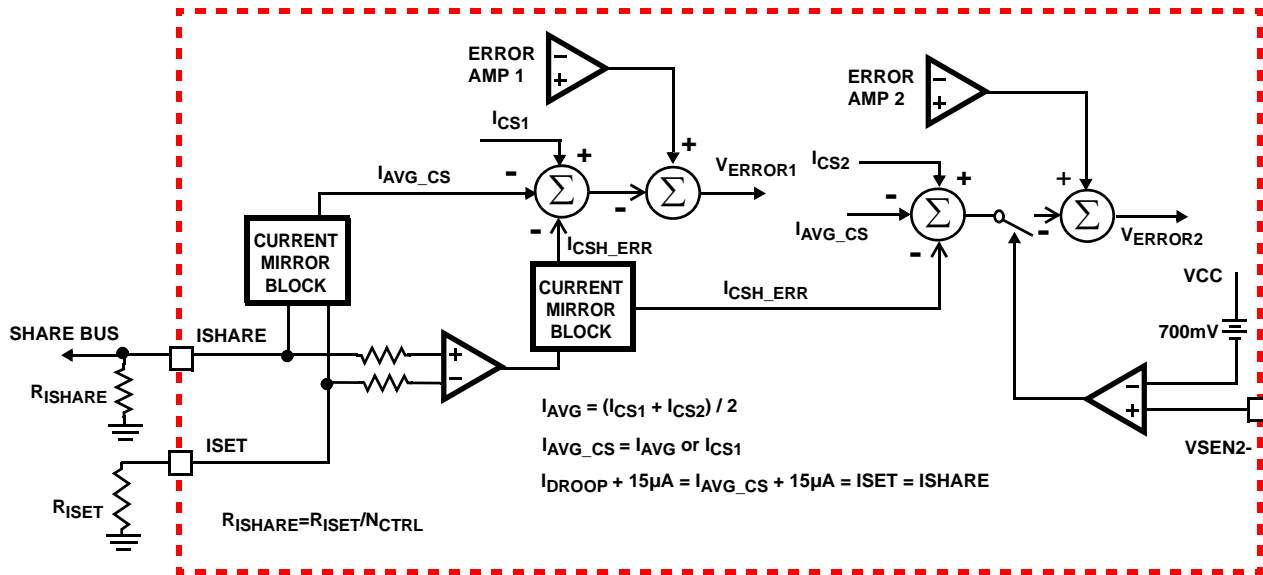 ERROR
AMP 1
-
+
ERROR
AMP 2
-
+
I_CS1
+
+
V_ERROR1
I_CS2
+
+
I_AVG_CS
-
Σ
-
Σ
-
I_AVG_CS
-
Σ
-
Σ
-
V_ERROR2
CURRENT
MIRROR
BLOCK
I_CSH_ERR
CURRENT
MIRROR
BLOCK
I_CSH_ERR
VCC
700mV
SHARE BUS
ISHARE
+
-
R_ISHARE
-
+
VSEN2-
ISET
R_ISET
I_AVG = (I_CS1 + I_CS2) / 2
I_AVG_CS = I_AVG or I_CS1
I_DROOP + 15µA = I_AVG_CS + 15µA = ISET = ISHARE
R_ISHARE=R_ISET/N_CTRL